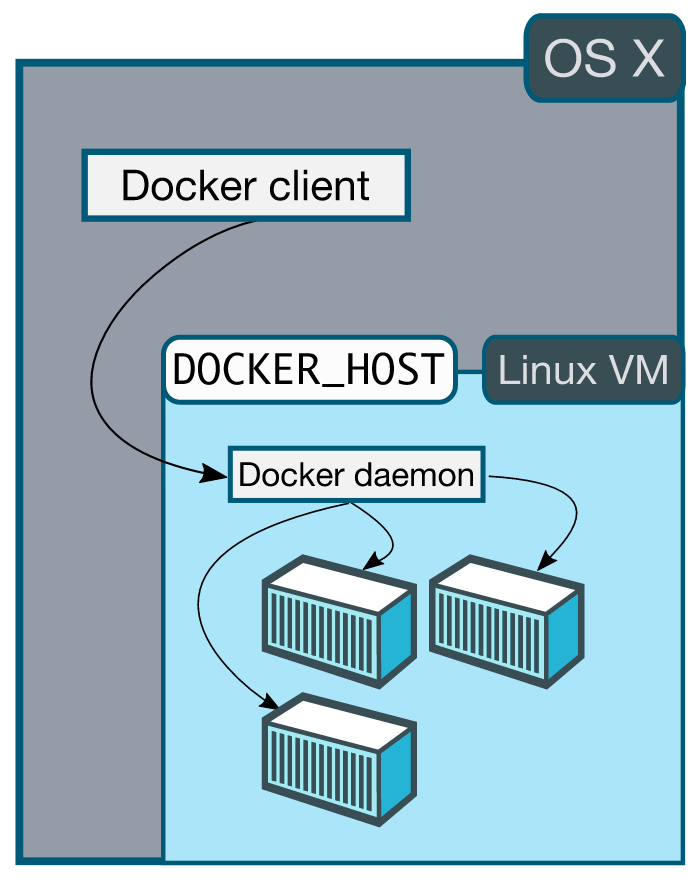 OS X
Docker client
DOCKER_HOST
Linux VM
Docker daemon